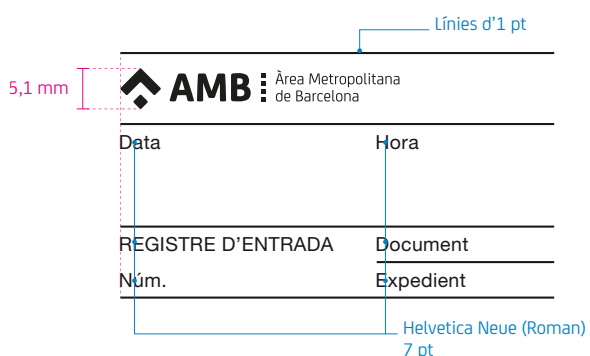 Línies d’1 pt
5,1 mm
AMB Àrea Metropolitana
de Barcelona
Data Hora
REGISTRE D’ENTRADA Document
Núm. Expedient
Helvetica Neue (Roman)
7 pt